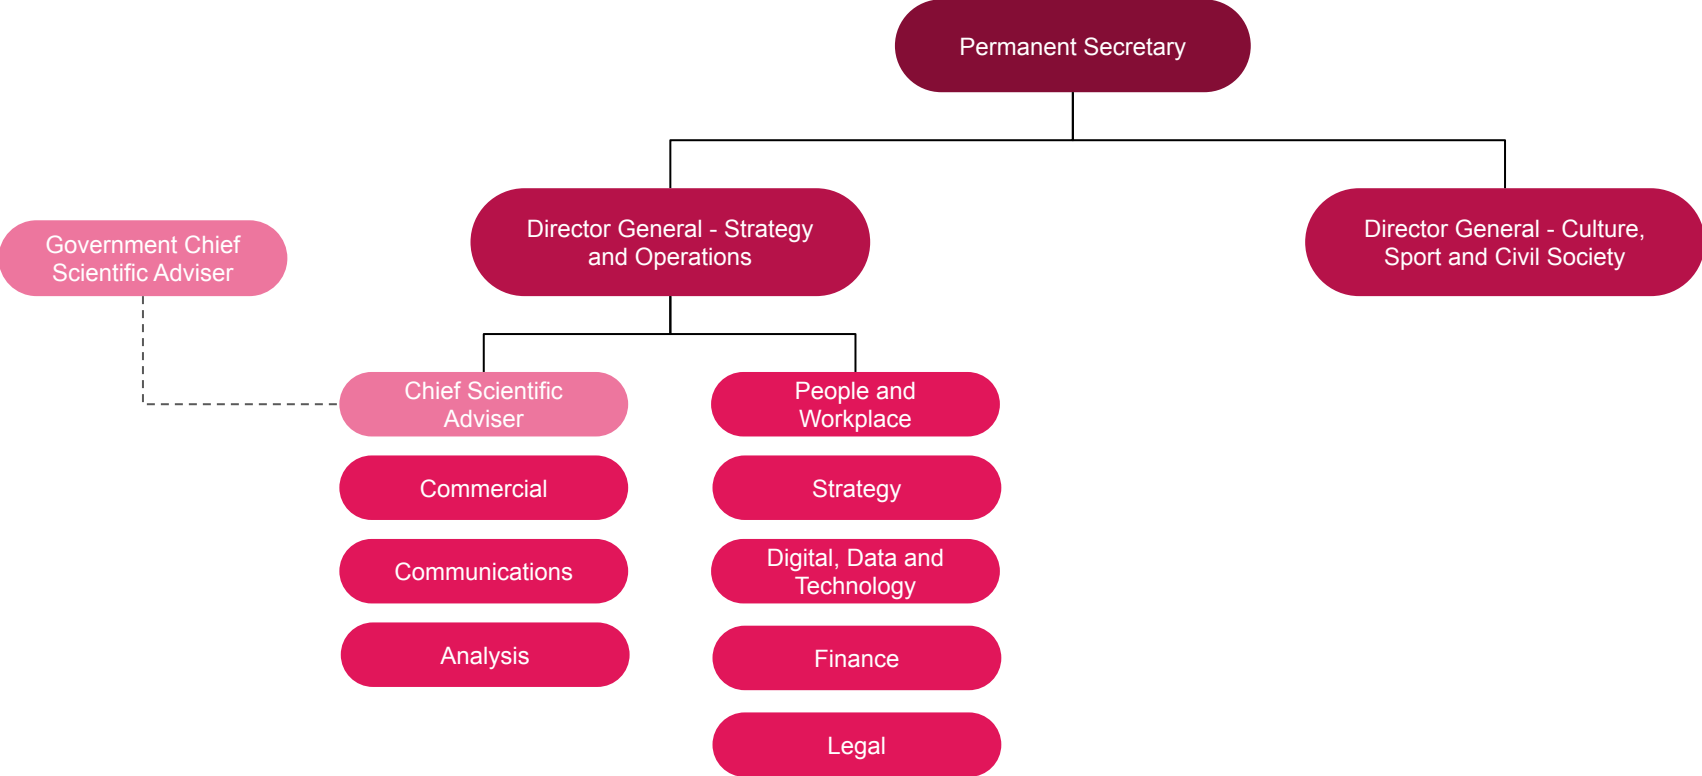 Permanent Secretary
Director General - Strategy
and Operations
Director General - Culture,
Sport and Civil Society
Government Chief
Scientific Adviser
Chief Scientific
Adviser
Commercial
Communications
Analysis
People and
Workplace
Strategy
Digital, Data and
Technology
Finance
Legal